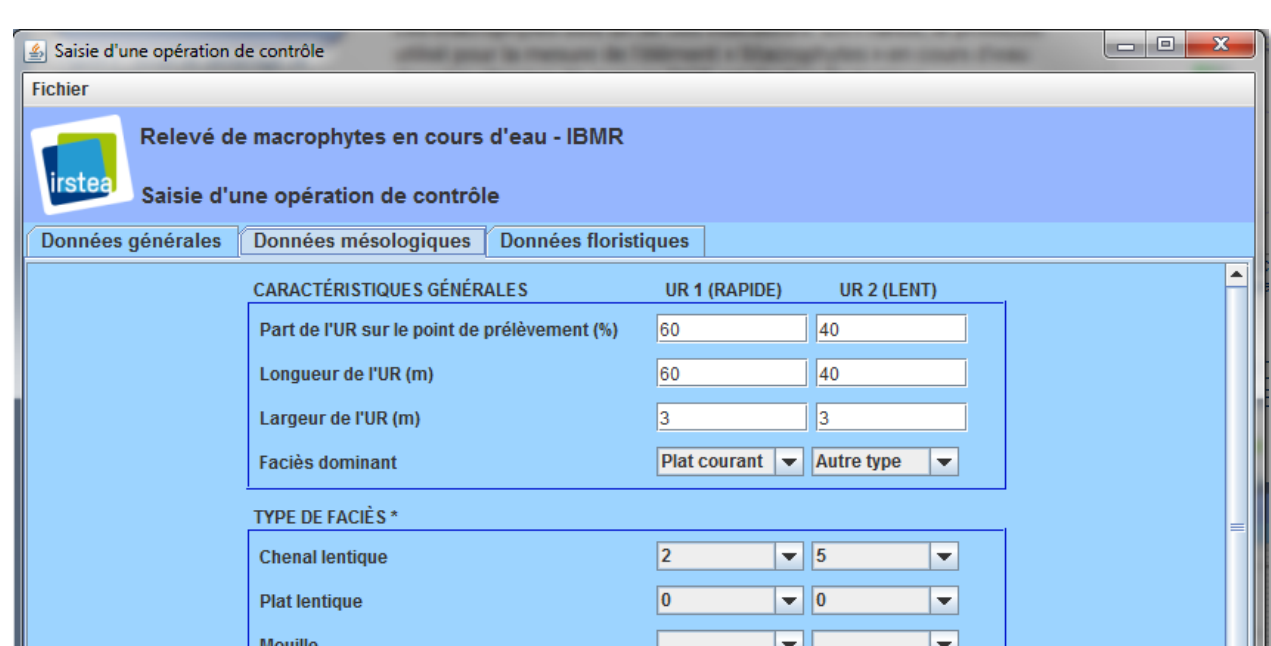 Saisie d'une opération de contrôle
Fichier
irstea
Relevé de macrophytes en cours d'eau - IBMR
Saisie d'une opération de contrôle
Données générales Données mésologiques Données floristiques
CARACTÉRISTIQUES GÉNÉRALES UR 1 (RAPIDE) UR 2 (LENT)
Part de l'UR sur le point de prélèvement (%) 60 40
Longueur de l'UR (m) 60 40
Largeur de l'UR (m) 3 3
Faciès dominant Plat courant Autre type
TYPE DE FACIÈS *
Chenal lentique 2 5
Plat lentique 0 0
Mouille